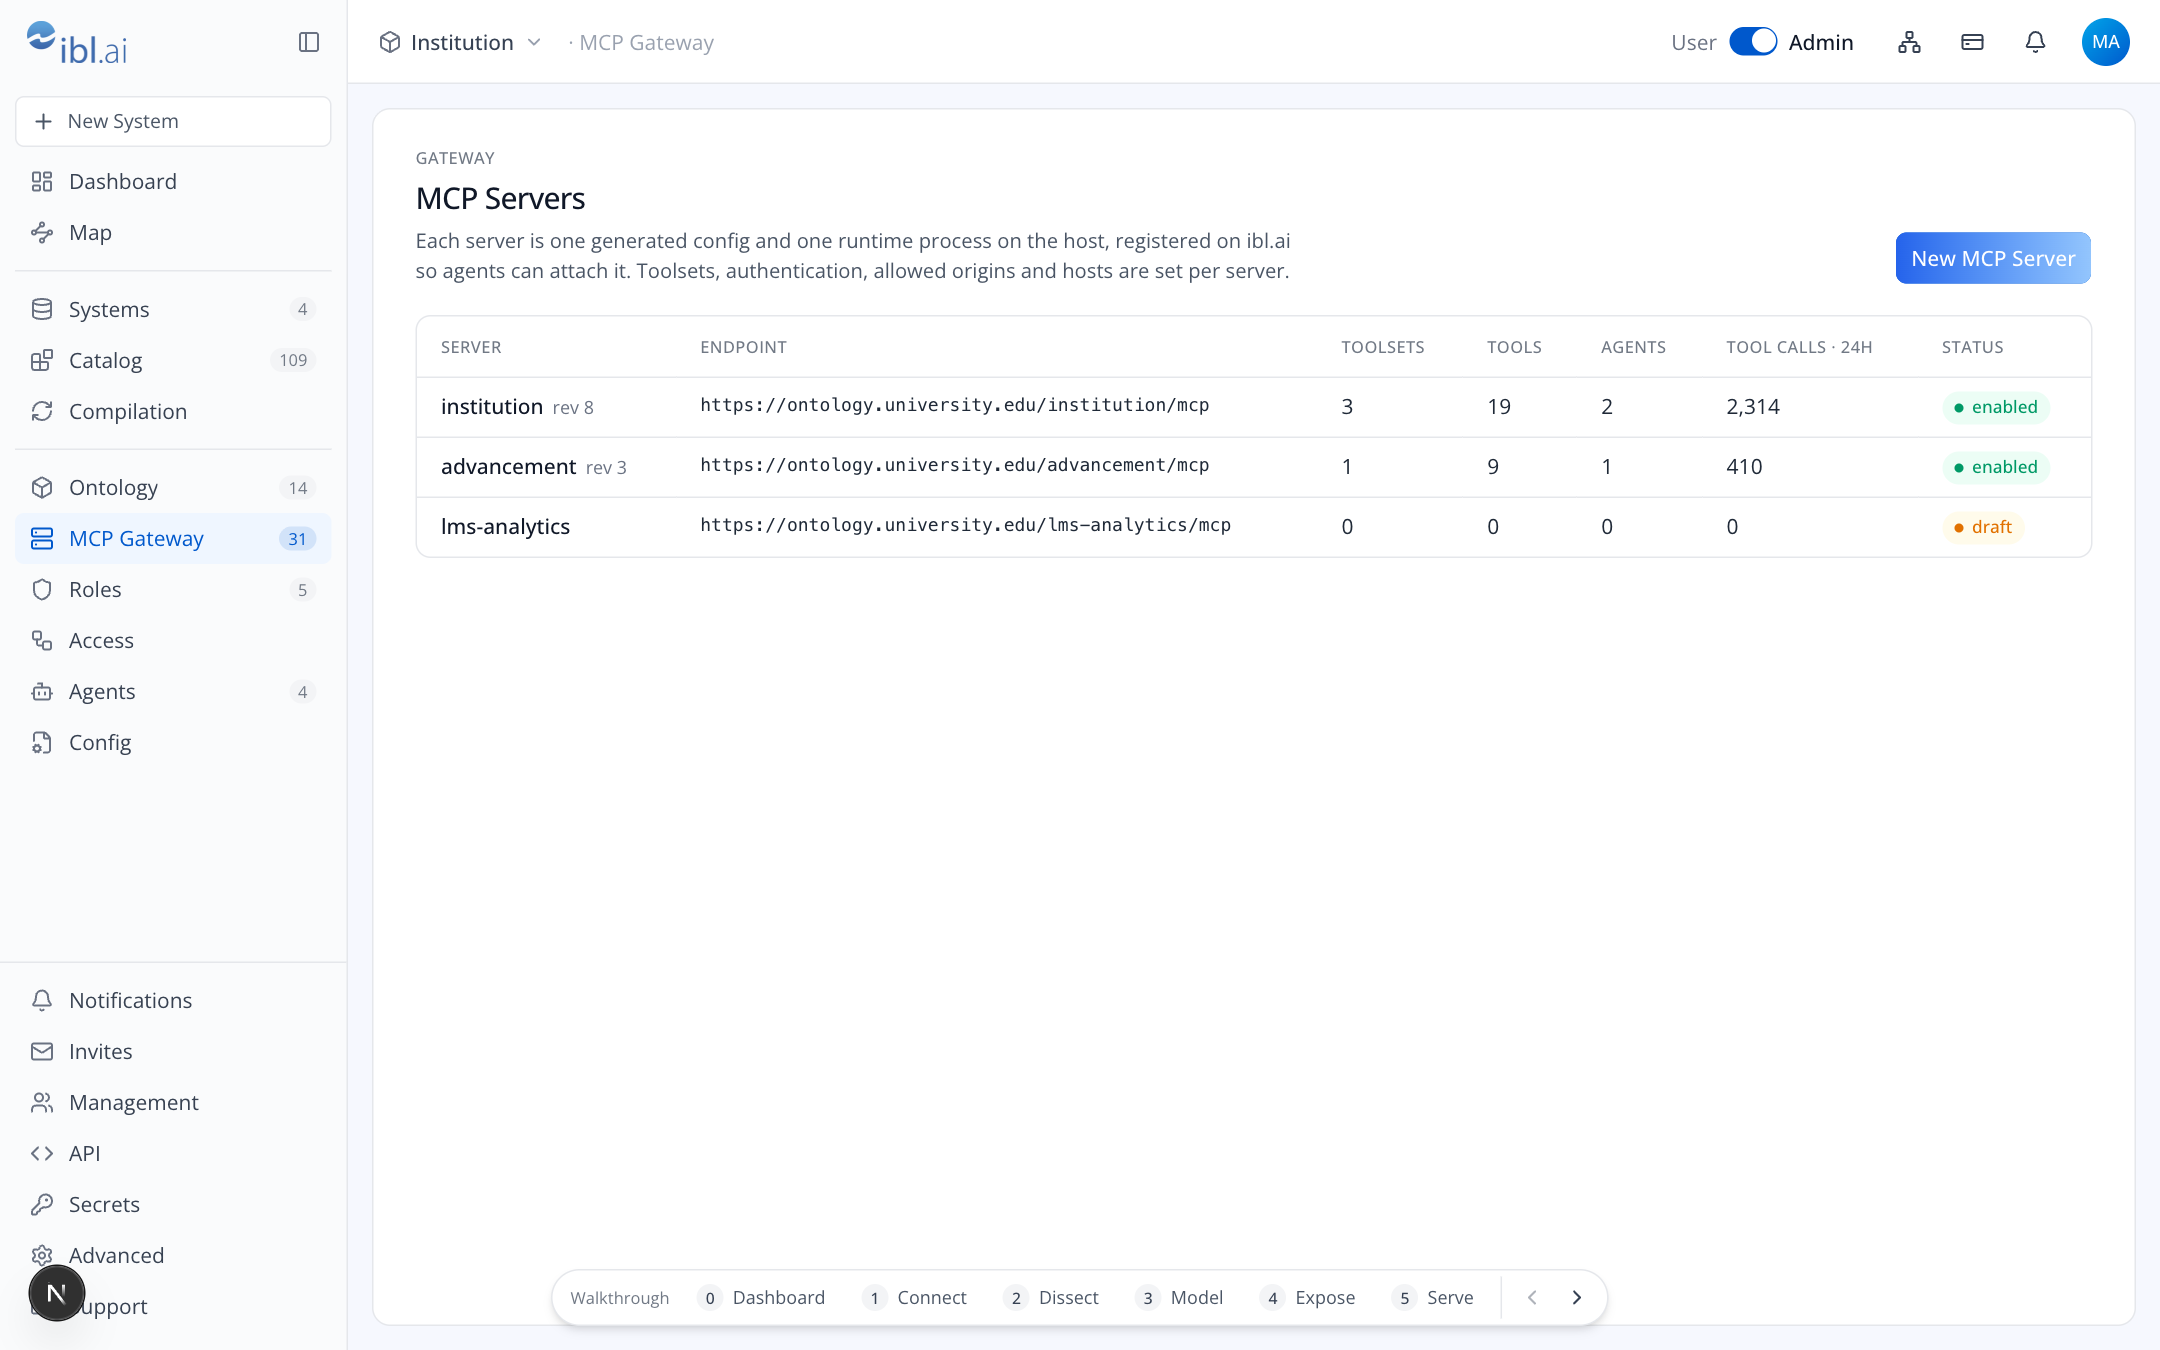 ibl.ai
New System
Dashboard
Map
Systems 4
Catalog 109
Compilation
Ontology 14
MCP Gateway 31
Roles 5
Access
Agents 4
Config
Notifications
Invites
Management
API
Secrets
Advanced
N
upport
Institution · MCP Gateway
User Admin MA
GATEWAY
MCP Servers
Each server is one generated config and one runtime process on the host, registered on ibl.ai
so agents can attach it. Toolsets, authentication, allowed origins and hosts are set per server.
New MCP Server
SERVER ENDPOINT TOOLSETS TOOLS AGENTS TOOL CALLS · 24H STATUS
institution rev 8 https://ontology.university.edu/institution/mcp 3 19 2 2,314 enabled
advancement rev 3 https://ontology.university.edu/advancement/mcp 1 9 1 410 enabled
lms-analytics https://ontology.university.edu/lms-analytics/mcp 0 0 0 0 draft
Walkthrough 0 Dashboard 1 Connect 2 Dissect 3 Model 4 Expose 5 Serve